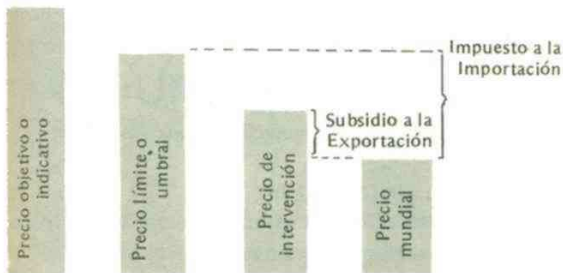 Precio objetivo o
indicativo
Precio límite o
umbral
Precio de
intervención
Precio
mundial
Subsidio a la
Exportación
Impuesto a la
Importación